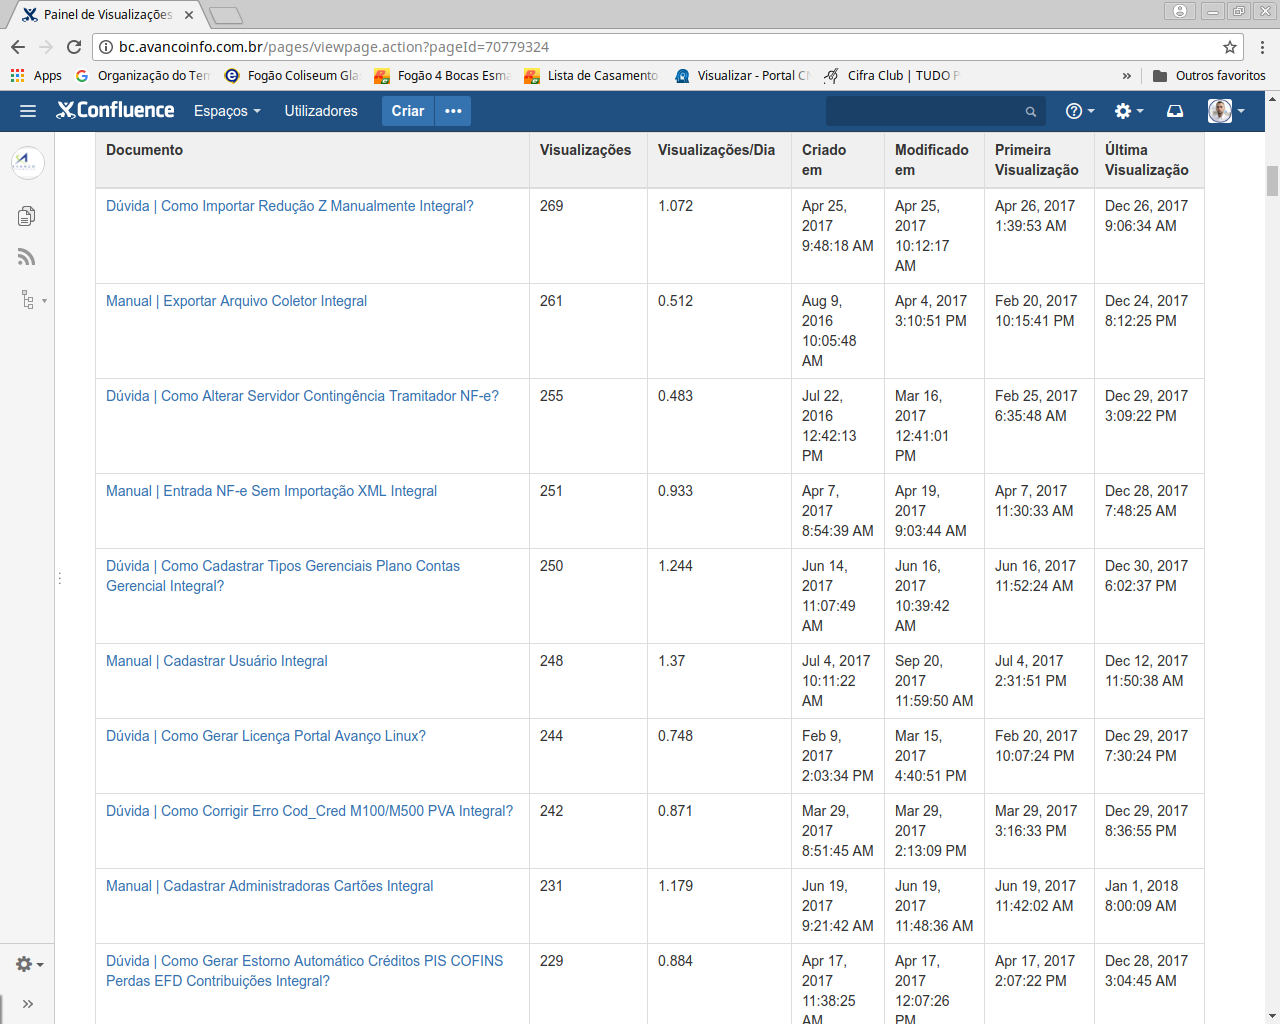 Painel de Visualizações
bc.avancoinfo.com.br/pages/viewpage.action?pageId=70779324
Apps
Organização do Ter
Fogão Coliseum Gla
Fogão 4 Bocas Esma
Lista de Casamento
Visualizar - Portal C
Cifra Club | TUDO
Outros favoritos
Confluence
Espaços
Utilizadores
Criar
Documento
Visualizações
Visualizações/Dia
Criado
em
Modificado
em
Primeira
Visualização
Última
Visualização
Dúvida | Como Importar Redução Z Manualmente Integral?
269
1.072
Apr 25,
2017
9:48:18 AM
Apr 25,
2017
10:12:17
AM
Apr 26, 2017
1:39:53 AM
Dec 26, 2017
9:06:34 AM
Manual | Exportar Arquivo Coletor Integral
261
0.512
Aug 9,
2016
10:05:48
AM
Apr 4, 2017
3:10:51 PM
Feb 20, 2017
10:15:41 PM
Dec 24, 2017
8:12:25 PM
Dúvida | Como Alterar Servidor Contingência Tramitador NF-e?
255
0.483
Jul 22,
2016
12:42:13
PM
Mar 16,
2017
12:41:01
PM
Feb 25, 2017
6:35:48 AM
Dec 29, 2017
3:09:22 PM
Manual | Entrada NF-e Sem Importação XML Integral
251
0.933
Apr 7,
2017
8:54:39 AM
Apr 19,
2017
9:03:44 AM
Apr 7, 2017
11:30:33 AM
Dec 28, 2017
7:48:25 AM
Dúvida | Como Cadastrar Tipos Gerenciais Plano Contas
Gerencial Integral?
250
1.244
Jun 14,
2017
11:07:49
AM
Jun 16,
2017
10:39:42
AM
Jun 16, 2017
11:52:24 AM
Dec 30, 2017
6:02:37 PM
Manual | Cadastrar Usuário Integral
248
1.37
Jul 4, 2017
10:11:22
AM
Sep 20,
2017
11:59:50 AM
Jul 4, 2017
2:31:51 PM
Dec 12, 2017
11:50:38 AM
Dúvida | Como Gerar Licença Portal Avanço Linux?
244
0.748
Feb 9,
2017
2:03:34 PM
Mar 15,
2017
4:40:51 PM
Feb 20, 2017
10:07:24 PM
Dec 29, 2017
7:30:24 PM
Dúvida | Como Corrigir Erro Cod_Cred M100/M500 PVA Integral?
242
0.871
Mar 29,
2017
8:51:45 AM
Mar 29,
2017
2:13:09 PM
Mar 29, 2017
3:16:33 PM
Dec 29, 2017
8:36:55 PM
Manual | Cadastrar Administradoras Cartões Integral
231
1.179
Jun 19,
2017
9:21:42 AM
Jun 19,
2017
11:48:36 AM
Jun 19, 2017
11:42:02 AM
Jan 1, 2018
8:00:09 AM
Dúvida | Como Gerar Estorno Automático Créditos PIS COFINS
Perdas EFD Contribuições Integral?
229
0.884
Apr 17,
2017
11:38:25
AM
Apr 17,
2017
12:07:26
PM
Apr 17, 2017
2:07:22 PM
Dec 28, 2017
3:04:45 AM